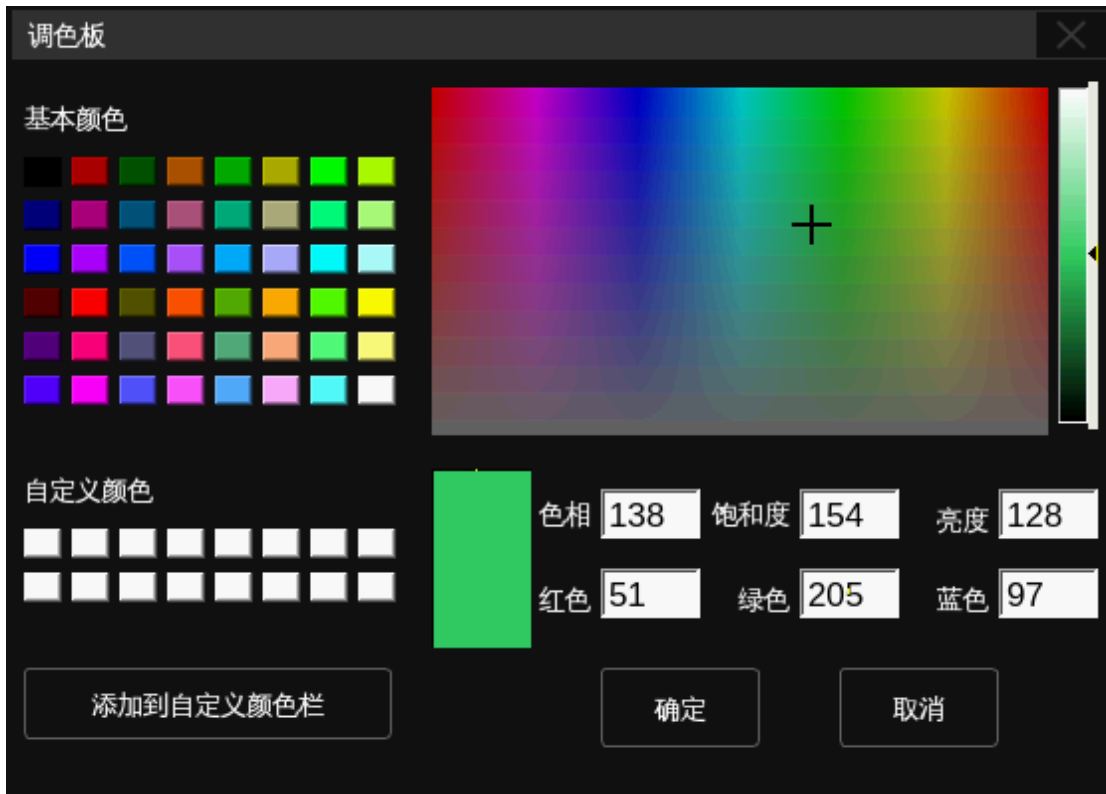 调色板
基本颜色
自定义颜色
色相 138 饱和度 154 亮度 128
红色 51 绿色 205 蓝色 97
添加到自定义颜色栏 确定 取消